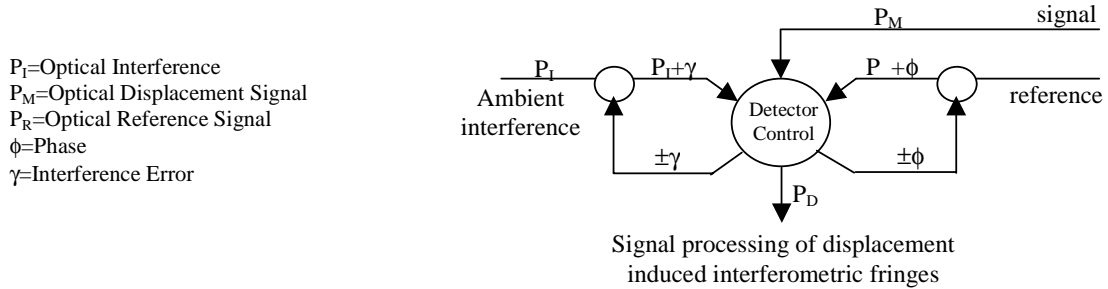 P_I=Optical Interference
P_M=Optical Displacement Signal
P_R=Optical Reference Signal
ϕ=Phase
γ=Interference Error
P_M
signal
P_I
P_I+γ
P +ϕ
Ambient
interference
Detector
Control
reference
±γ
±ϕ
P_D
Signal processing of displacement
induced interferometric fringes